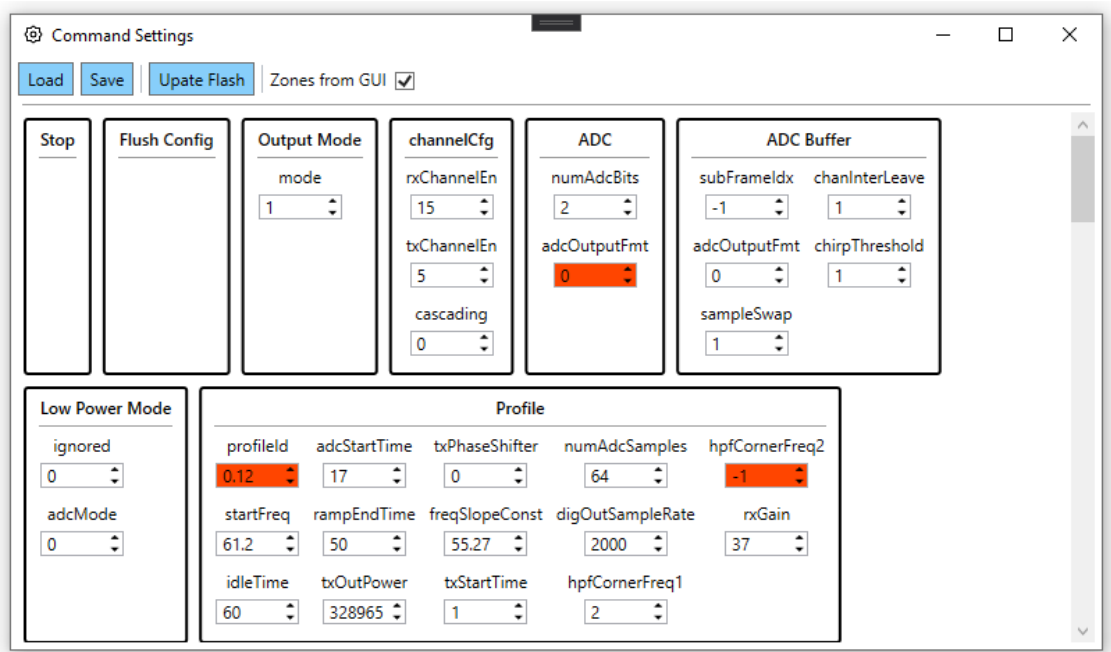 Command Settings
Load Save Upate Flash Zones from GUI
Stop Flush Config Output Mode channelCfg ADC ADC Buffer
mode rxChannelEn numAdcBits subFrameIdx chanInterLeave
1 15 2 -1 1
txChannelEn adcOutputFmt adcOutputFmt chirpThreshold
5 0 0 1
cascading sampleSwap
0 1
Low Power Mode Profile
ignored profileId adcStartTime txPhaseShifter numAdcSamples hpfCornerFreq2
0 0.12 17 0 64 -1
adcMode startFreq rampEndTime freqSlopeConst digOutSampleRate rxGain
0 61.2 50 55.27 2000 37
idleTime txOutPower txStartTime hpfCornerFreq1
60 328965 1 2